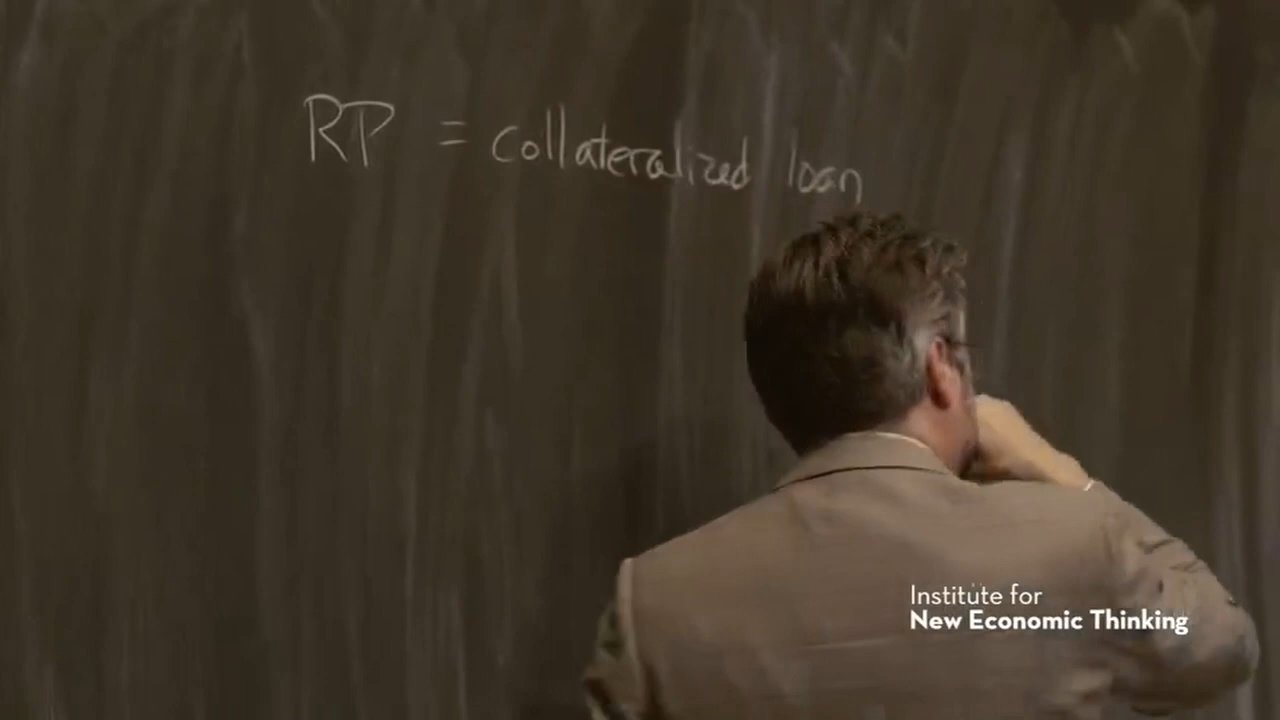 RP = collateralized loan
Institute for
New Economic Thinking